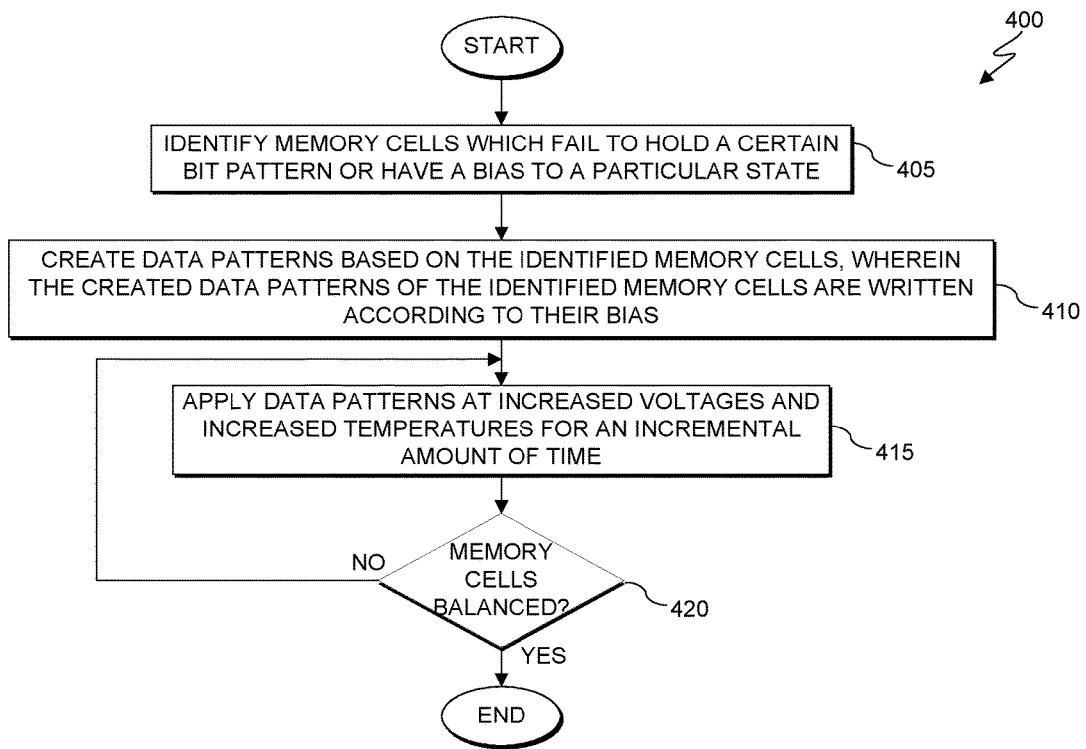 START
400
IDENTIFY MEMORY CELLS WHICH FAIL TO HOLD A CERTAIN
BIT PATTERN OR HAVE A BIAS TO A PARTICULAR STATE
405
CREATE DATA PATTERNS BASED ON THE IDENTIFIED MEMORY CELLS, WHEREIN
THE CREATED DATA PATTERNS OF THE IDENTIFIED MEMORY CELLS ARE WRITTEN
ACCORDING TO THEIR BIAS
410
APPLY DATA PATTERNS AT INCREASED VOLTAGES AND
INCREASED TEMPERATURES FOR AN INCREMENTAL
AMOUNT OF TIME
415
NO
MEMORY
CELLS
BALANCED?
420
YES
END